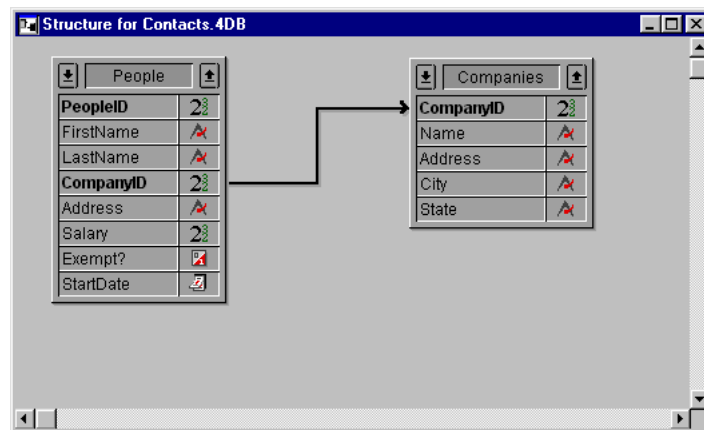 Structure for Contacts.4DB
People
PeopleID
FirstName
LastName
CompanyID
Address
Salary
Exempt?
StartDate
Companies
CompanyID
Name
Address
City
State